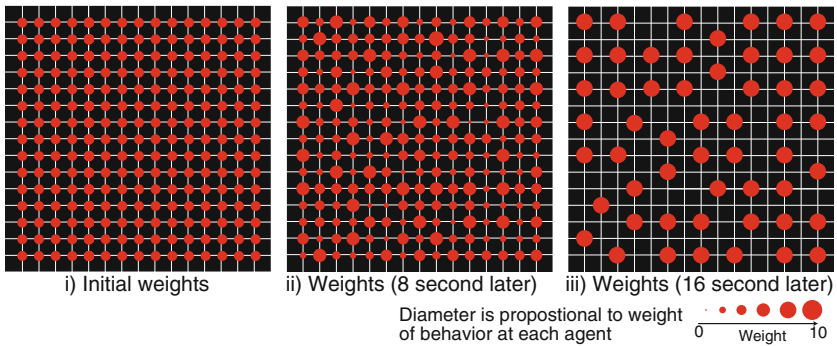 i) Initial weights
ii) Weights (8 second later)
iii) Weights (16 second later)
Diameter is propostional to weight
of behavior at each agent
0 Weight 10